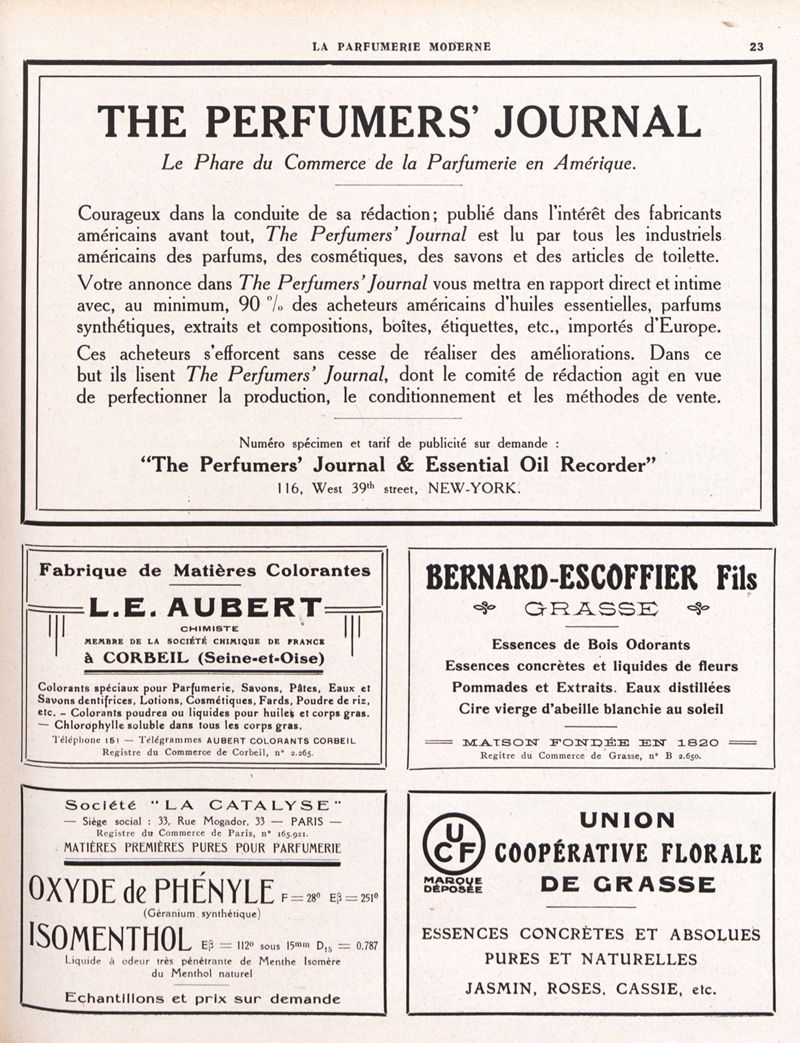 LA PARFUMERIE MODERNE
23
THE PERFUMERS' JOURNAL
Le Phare du Commerce de la Parfumerie en Amérique.
Courageux dans la conduite de sa rédaction; publié dans l'intérêt des fabricants
américains avant tout, The Perfumers' Journal est lu par tous les industriels
américains des parfums, des cosmétiques, des savons et des articles de toilette.
Votre annonce dans The Perfumers' Journal vous mettra en rapport direct et intime
avec, au minimum, 90 % des acheteurs américains d'huiles essentielles, parfums
synthétiques, extraits et compositions, boîtes, étiquettes, etc., importés d'Europe.
Ces acheteurs s'efforcent sans cesse de réaliser des améliorations. Dans ce
but ils lisent The Perfumers' Journal, dont le comité de rédaction agit en vue
de perfectionner la production, le conditionnement et les méthodes de vente.
Numéro spécimen et tarif de publicité sur demande :
"The Perfumers' Journal & Essential Oil Recorder"
116, West 39th street, NEW-YORK.
Fabrique de Matières Colorantes
L.E. AUBERT
CHIMISTE
MEMBRE DE LA SOCIÉTÉ CHIMIQUE DE FRANCE
à CORBEIL (Seine-et-Oise)
Colorants spéciaux pour Parfumerie, Savons, Pâtes, Eaux et
Savons dentifrices, Lotions, Cosmétiques, Fards, Poudre de riz,
etc. - Colorants poudres ou liquides pour huiles et corps gras.
— Chlorophylle soluble dans tous les corps gras.
Téléphone 151 — Télégrammes AUBERT COLORANTS CORBEIL
Registre du Commerce de Corbeil, n° 2.265.
BERNARD-ESCOFFIER Fils
GRASSE
Essences de Bois Odorants
Essences concrètes et liquides de fleurs
Pommades et Extraits. Eaux distillées
Cire vierge d'abeille blanchie au soleil
MAISON FONDÉE EN 1820
Regitre du Commerce de Grasse, n° B 2.650.
Société "LA CATALYSE"
— Siège social : 33, Rue Mogador, 33 — PARIS —
Registre du Commerce de Paris, n° 165.921.
MATIÈRES PREMIÈRES PURES POUR PARFUMERIE
OXYDE de PHÉNYLE F = 28° Eβ = 251°
(Géranium synthétique)
ISOMENTHOL Eβ = 112° sous 15mm D15 = 0,787
Liquide à odeur très pénétrante de Menthe Isomère
du Menthol naturel
Echantillons et prix sur demande
UCF
MARQUE
DÉPOSÉE
UNION
COOPÉRATIVE FLORALE
DE GRASSE
ESSENCES CONCRÈTES ET ABSOLUES
PURES ET NATURELLES
JASMIN, ROSES, CASSIE, etc.